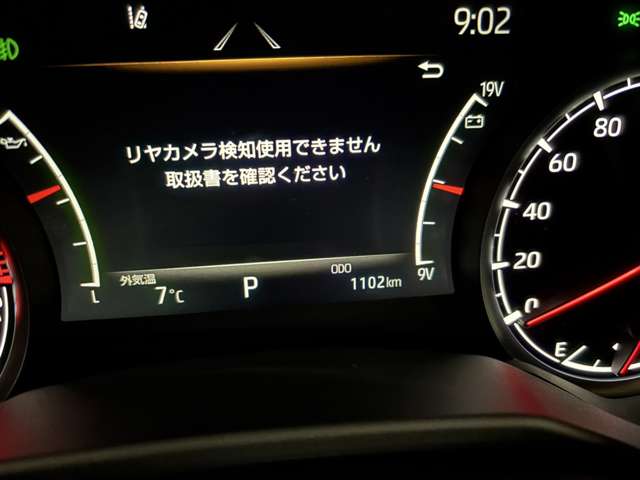 9:02
19V
リヤカメラ検知使用できません
取扱書を確認ください
80
60
40
20
0
外気温
7℃
P
ODO
1102km
9V
L
E